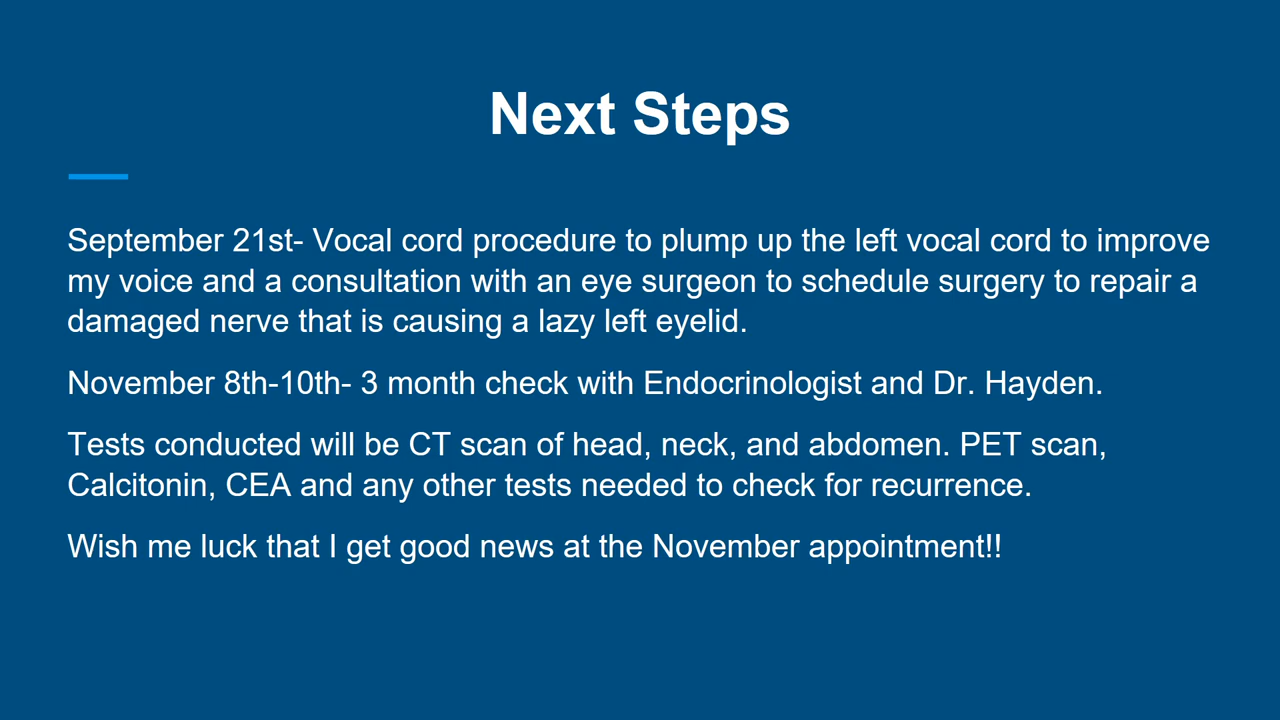 Next Steps
September 21st- Vocal cord procedure to plump up the left vocal cord to improve
my voice and a consultation with an eye surgeon to schedule surgery to repair a
damaged nerve that is causing a lazy left eyelid.
November 8th-10th- 3 month check with Endocrinologist and Dr. Hayden.
Tests conducted will be CT scan of head, neck, and abdomen. PET scan,
Calcitonin, CEA and any other tests needed to check for recurrence.
Wish me luck that I get good news at the November appointment!!